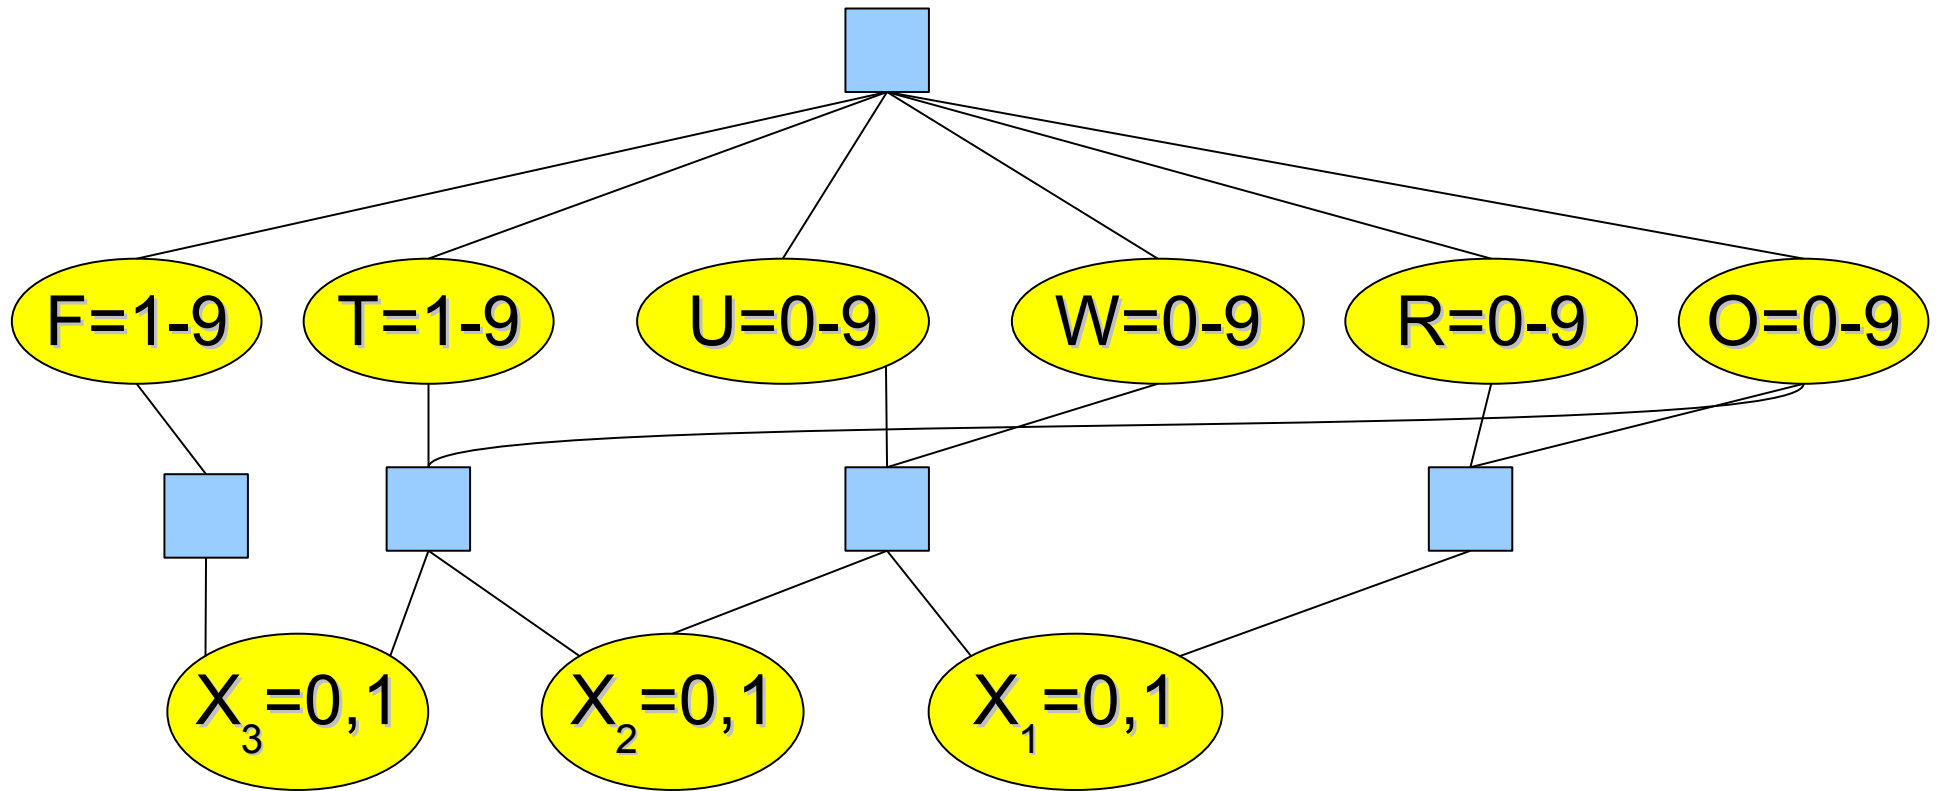 F=1-9 T=1-9 U=0-9 W=0-9 R=0-9 O=0-9
X₃=0,1 X₂=0,1 X₁=0,1